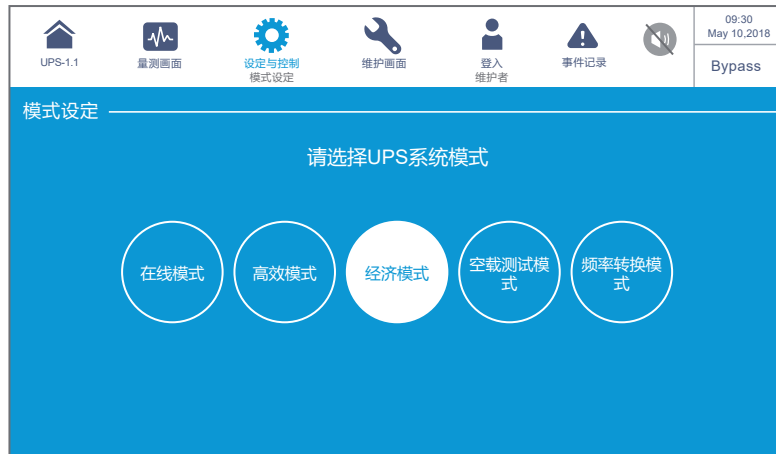 UPS-1.1
量测画面
设定与控制
模式设定
维护画面
登入
维护者
事件记录
09:30
May 10,2018
Bypass
模式设定
请选择UPS系统模式
在线模式
高效模式
经济模式
空载测试模
式
频率转换模
式